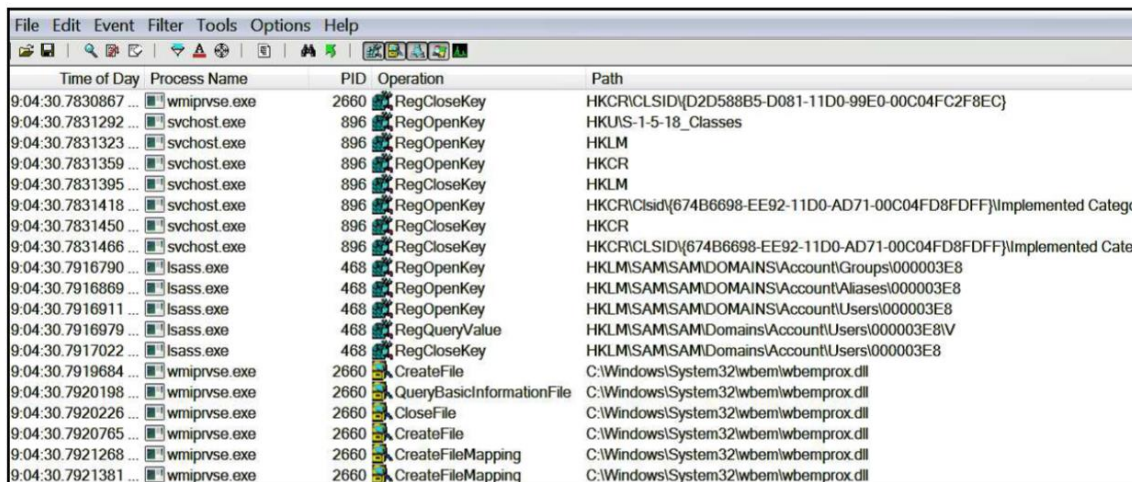 File Edit Event Filter Tools Options Help
Time of Day Process Name PID Operation Path
9:04:30.7830867 ... wmiprvse.exe 2660 RegCloseKey HKCR\CLSID\{D2D588B5-D081-11D0-99E0-00C04FC2F8EC}
9:04:30.7831292 ... svchost.exe 896 RegOpenKey HKU\S-1-5-18_Classes
9:04:30.7831323 ... svchost.exe 896 RegOpenKey HKLM
9:04:30.7831359 ... svchost.exe 896 RegOpenKey HKCR
9:04:30.7831395 ... svchost.exe 896 RegCloseKey HKLM
9:04:30.7831418 ... svchost.exe 896 RegOpenKey HKCR\Clsid\{674B6698-EE92-11D0-AD71-00C04FD8FDFF}\Implemented Catego
9:04:30.7831450 ... svchost.exe 896 RegCloseKey HKCR
9:04:30.7831466 ... svchost.exe 896 RegCloseKey HKCR\CLSID\{674B6698-EE92-11D0-AD71-00C04FD8FDFF}\Implemented Cate
9:04:30.7916790 ... lsass.exe 468 RegOpenKey HKLM\SAM\SAM\DOMAINS\Account\Groups\000003E8
9:04:30.7916869 ... lsass.exe 468 RegOpenKey HKLM\SAM\SAM\DOMAINS\Account\Aliases\000003E8
9:04:30.7916911 ... lsass.exe 468 RegOpenKey HKLM\SAM\SAM\DOMAINS\Account\Users\000003E8
9:04:30.7916979 ... lsass.exe 468 RegQueryValue HKLM\SAM\SAM\Domains\Account\Users\000003E8\V
9:04:30.7917022 ... lsass.exe 468 RegCloseKey HKLM\SAM\SAM\Domains\Account\Users\000003E8
9:04:30.7919684 ... wmiprvse.exe 2660 CreateFile C:\Windows\System32\wbem\wbemprox.dll
9:04:30.7920198 ... wmiprvse.exe 2660 QueryBasicInformationFile C:\Windows\System32\wbem\wbemprox.dll
9:04:30.7920226 ... wmiprvse.exe 2660 CloseFile C:\Windows\System32\wbem\wbemprox.dll
9:04:30.7920765 ... wmiprvse.exe 2660 CreateFile C:\Windows\System32\wbem\wbemprox.dll
9:04:30.7921268 ... wmiprvse.exe 2660 CreateFileMapping C:\Windows\System32\wbem\wbemprox.dll
9:04:30.7921381 ... wmiprvse.exe 2660 CreateFileMapping C:\Windows\System32\wbem\wbemprox.dll